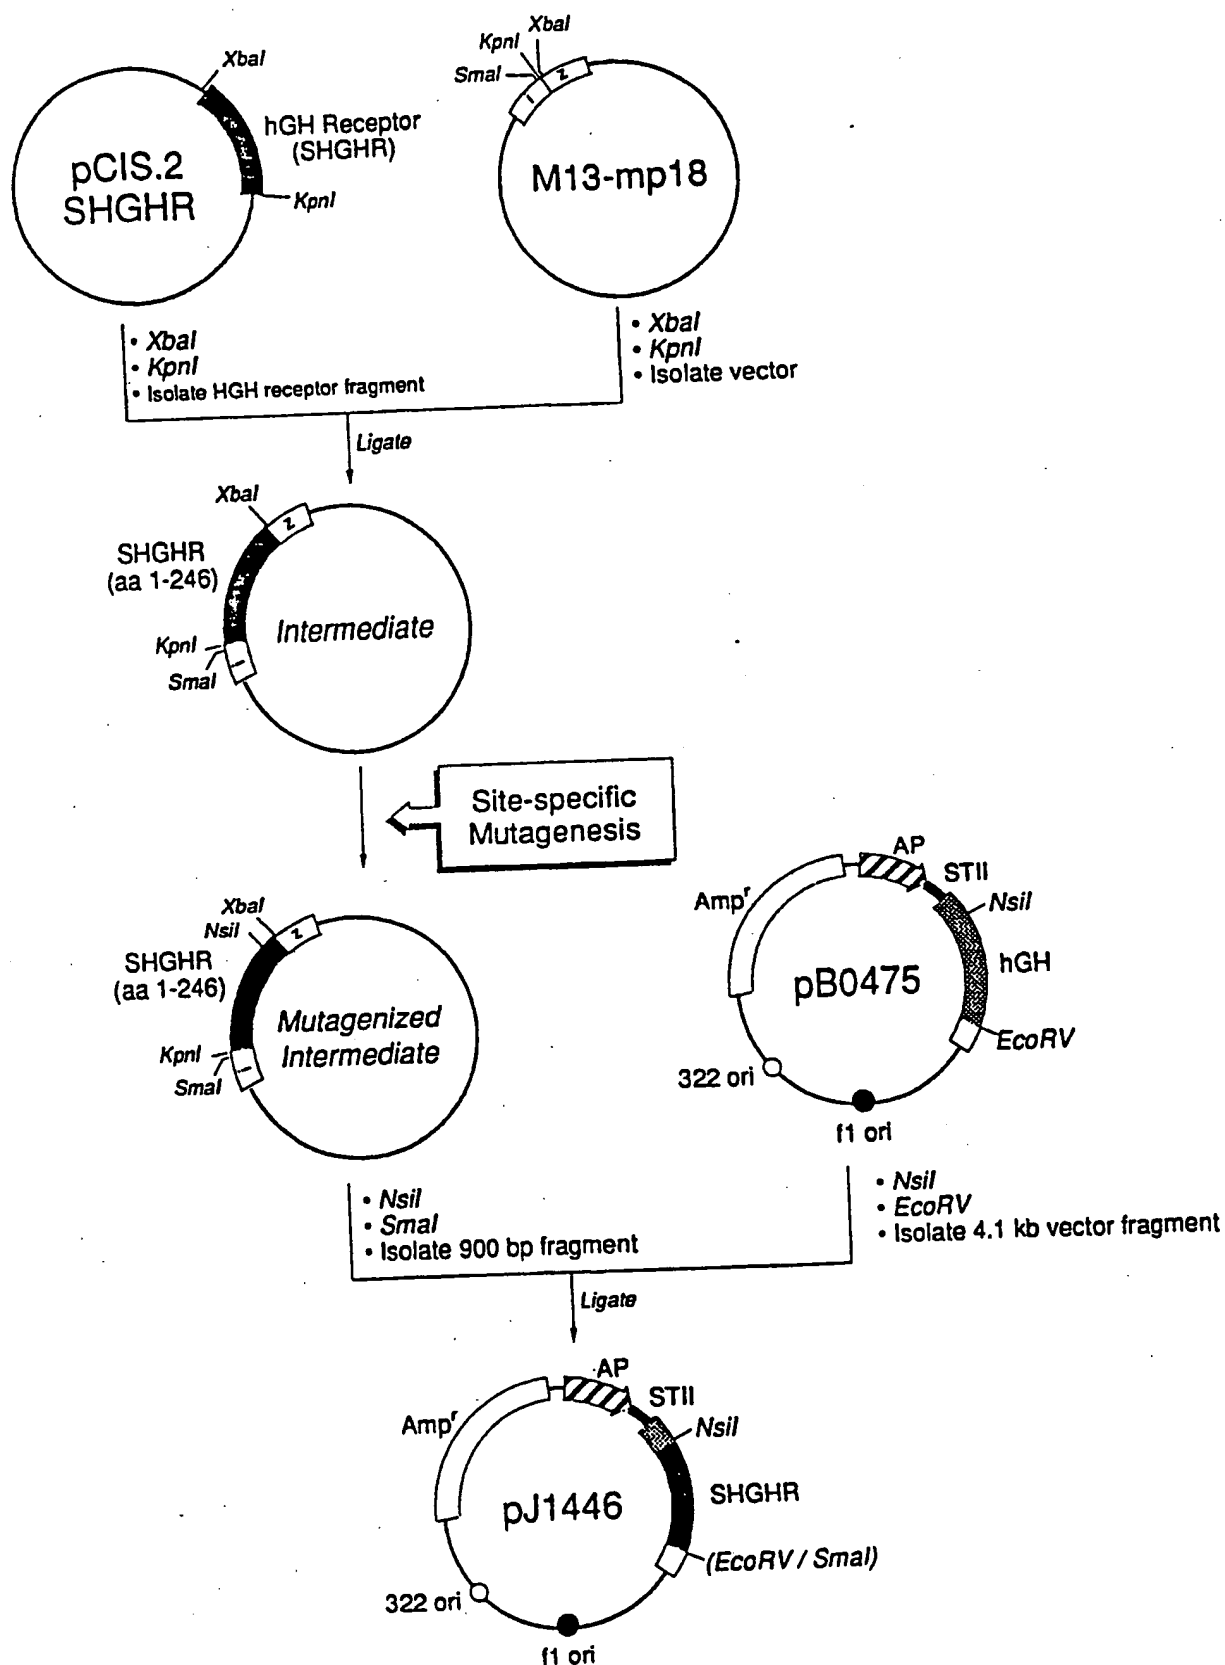 XbaI
hGH Receptor
(SHGHR)
pCIS.2
SHGHR
KpnI
XbaI
KpnI
SmaI
I
Z
M13-mp18
• XbaI
• KpnI
• Isolate HGH receptor fragment
• XbaI
• KpnI
• Isolate vector
Ligate
XbaI
Z
SHGHR
(aa 1-246)
Intermediate
KpnI
SmaI
I
Site-specific
Mutagenesis
XbaI
NsiI
Z
SHGHR
(aa 1-246)
Mutagenized
Intermediate
KpnI
SmaI
I
AP
STII
Ampr
NsiI
hGH
pB0475
EcoRV
322 ori
f1 ori
• NsiI
• SmaI
• Isolate 900 bp fragment
• NsiI
• EcoRV
• Isolate 4.1 kb vector fragment
Ligate
AP
STII
Ampr
NsiI
SHGHR
pJ1446
(EcoRV / SmaI)
322 ori
f1 ori